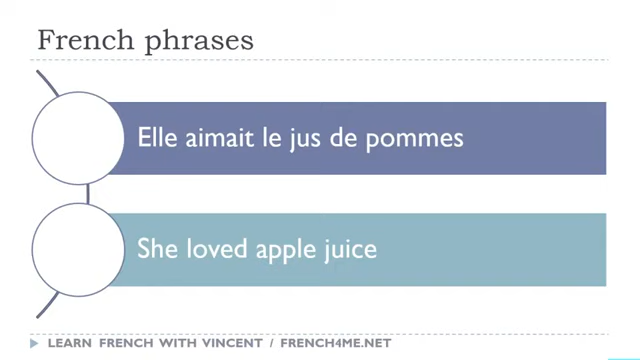 French phrases
Elle aimait le jus de pommes
She loved apple juice
LEARN FRENCH WITH VINCENT / FRENCH4ME.NET